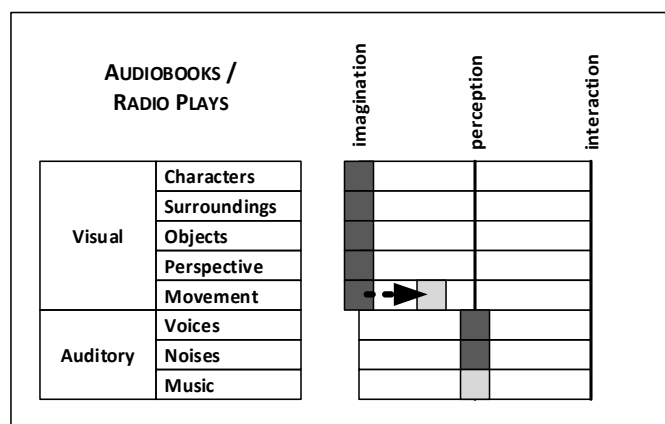 AUDIOBOOKS /
RADIO PLAYS
imagination
perception
interaction
Visual
Characters
Surroundings
Objects
Perspective
Movement
Auditory
Voices
Noises
Music